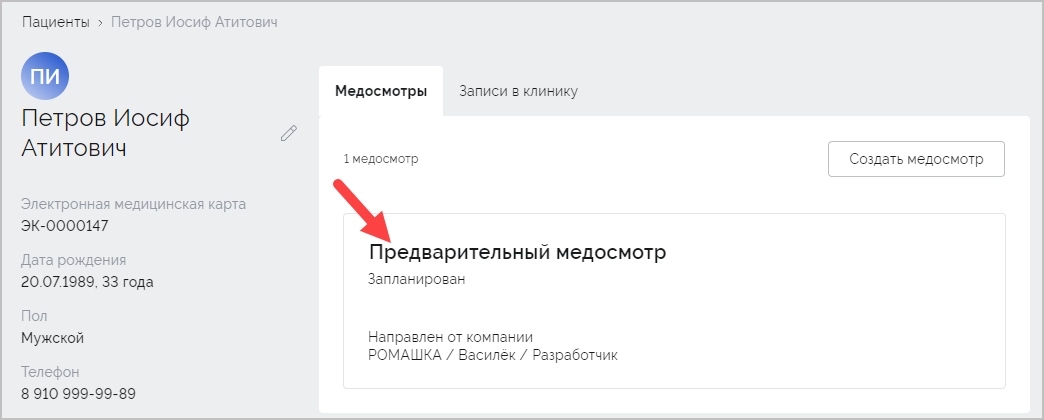 Пациенты > Петров Иосиф Атитович
ПИ
Петров Иосиф
Атитович
Электронная медицинская карта
ЭК-0000147
Дата рождения
20.07.1989, 33 года
Пол
Мужской
Телефон
8 910 999-99-89
Медосмотры Записи в клинику
1 медосмотр Создать медосмотр
Предварительный медосмотр
Запланирован
Направлен от компании
РОМАШКА / Василёк / Разработчик